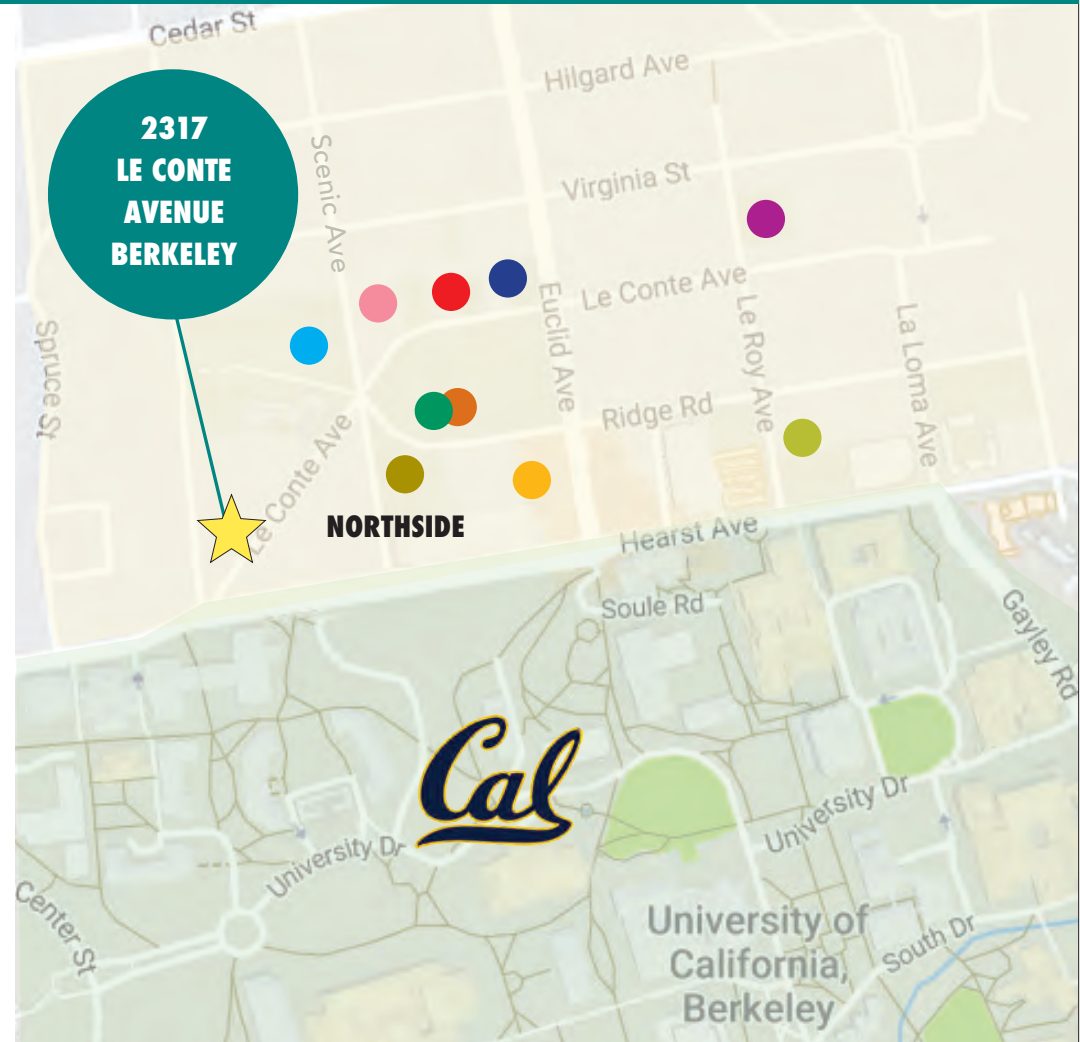 Cedar St
Hilgard Ave
2317
LE CONTE
AVENUE
BERKELEY
Scenic Ave
Virginia St
Le Conte Ave
Euclid Ave
Le Roy Ave
La Loma Ave
Spruce St
Ridge Rd
Le Conte Ave
NORTHSIDE
Hearst Ave
Soule Rd
Gayley Rd
Cal
University Dr
University Dr
Center St
University of
California,
Berkeley
South Dr